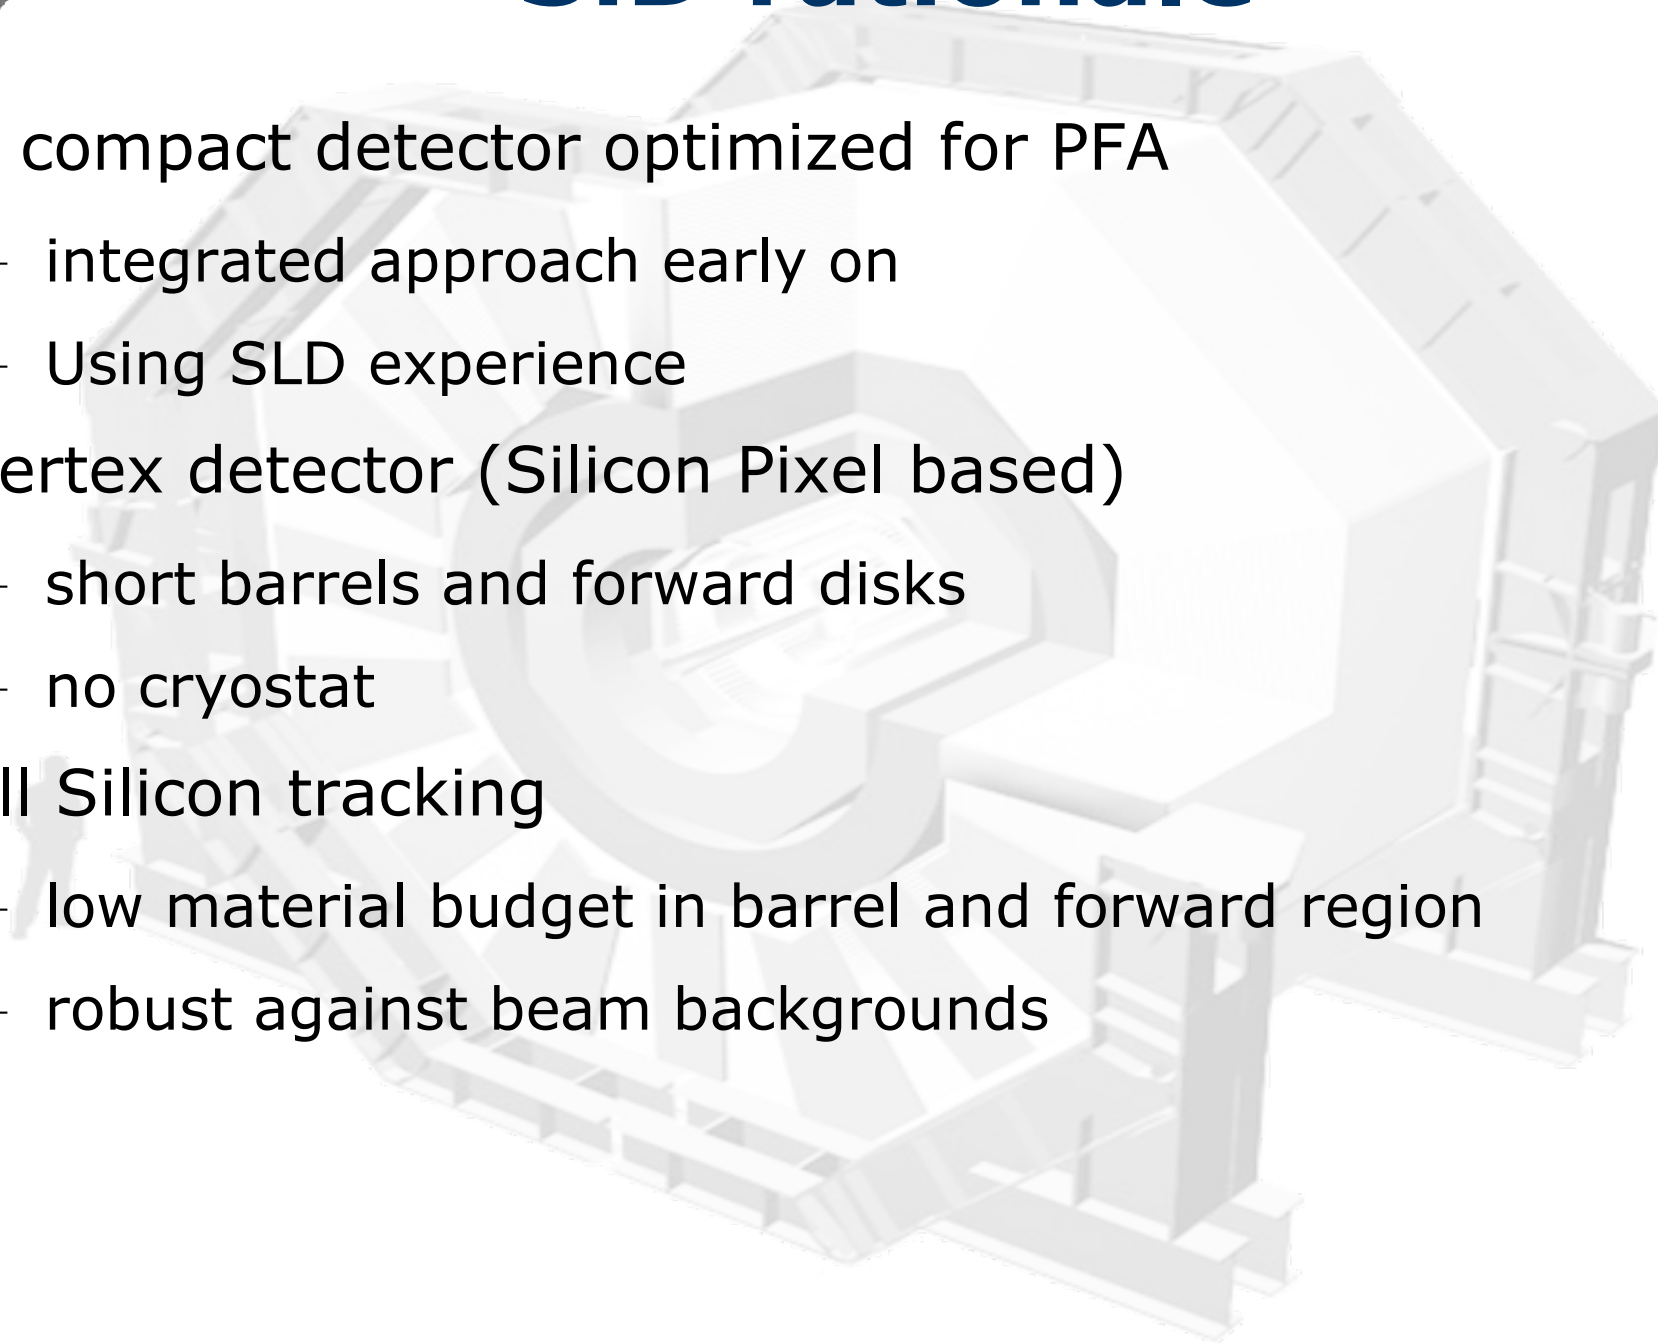 SiD rationale
compact detector optimized for PFA
- integrated approach early on
- Using SLD experience
ertex detector (Silicon Pixel based)
- short barrels and forward disks
- no cryostat
ll Silicon tracking
- low material budget in barrel and forward region
- robust against beam backgrounds